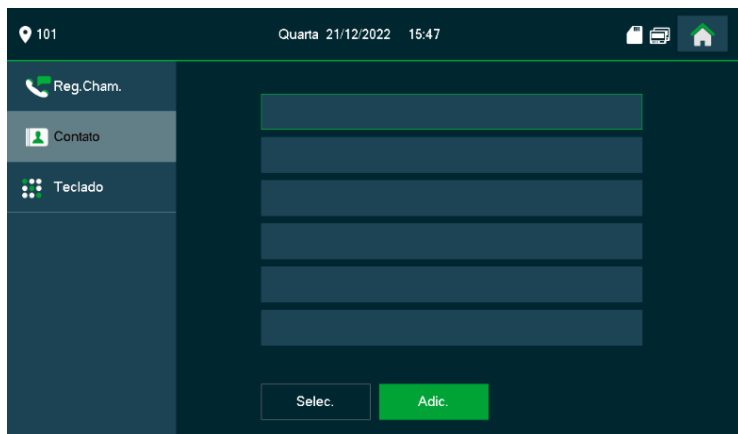 101
Quarta 21/12/2022 15:47
Reg.Cham.
Contato
Teclado
Selec.
Adic.